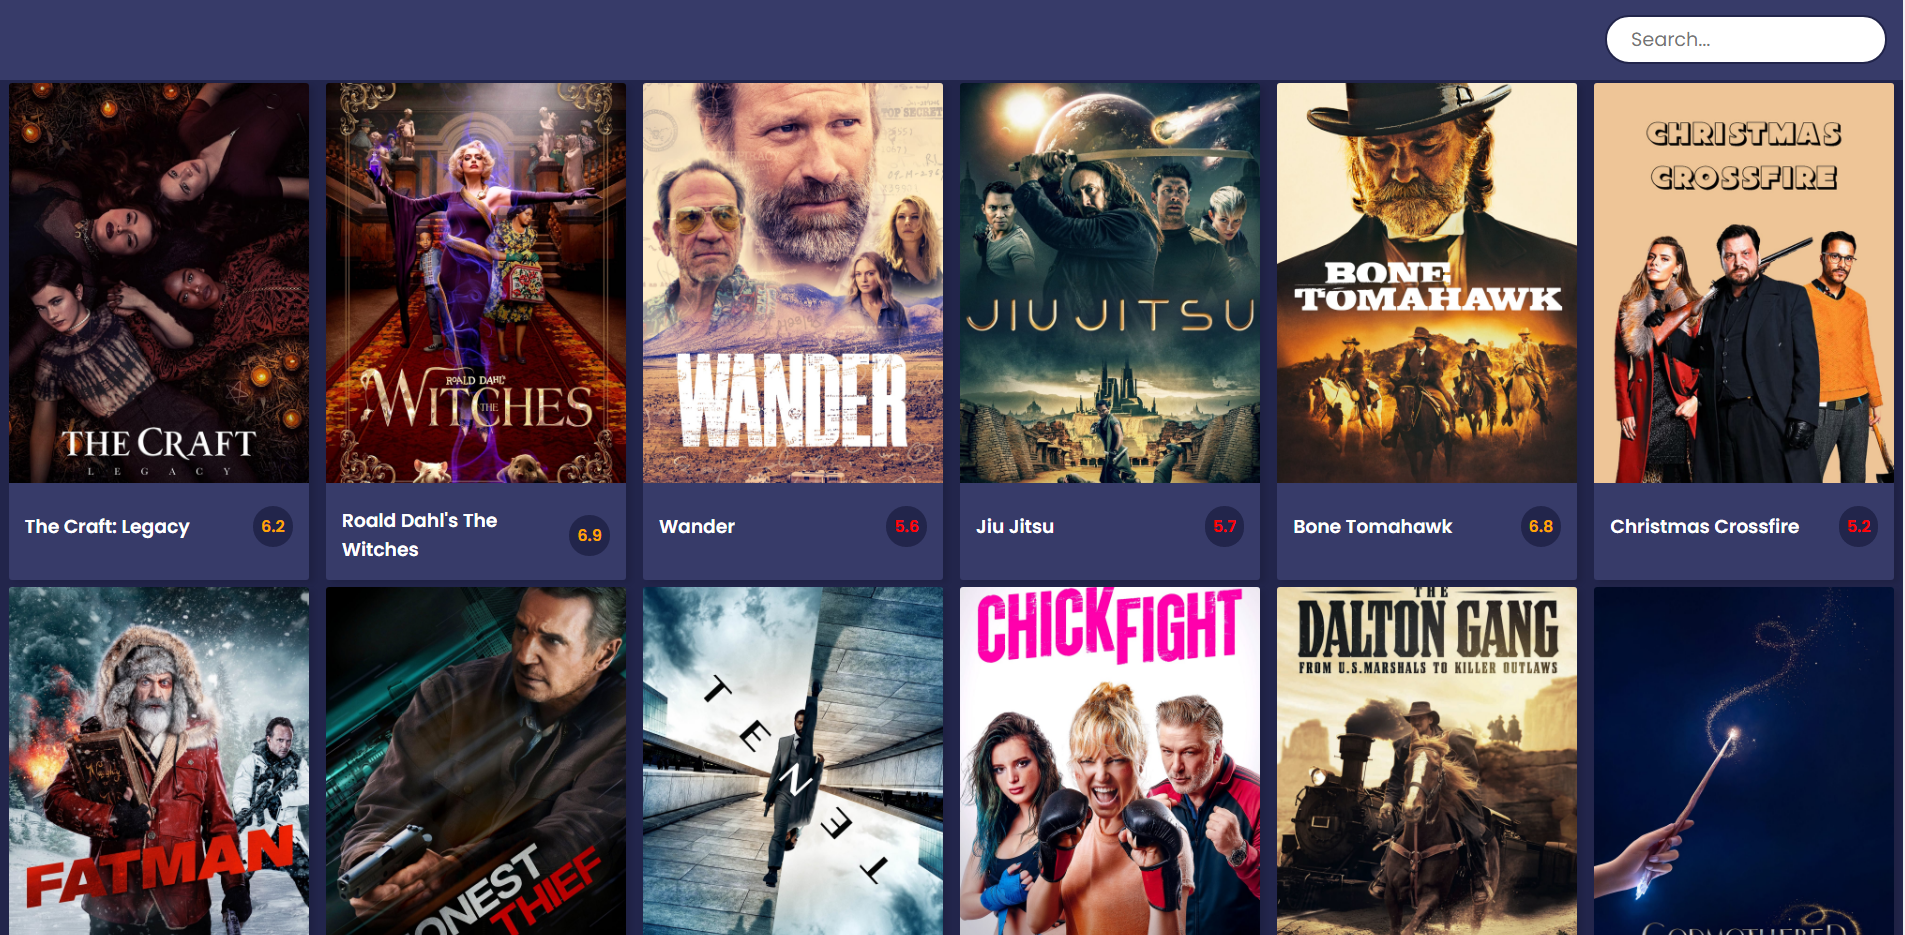 Search...
THE CRAFT
LEGACY
ROALD DAHL'S
THE
WITCHES
TOP SECRET
WANDER
JIU JITSU
BONE
TOMAHAWK
CHRISTMAS
CROSSFIRE
The Craft: Legacy
6.2
Roald Dahl's The
Witches
6.9
Wander
5.6
Jiu Jitsu
5.7
Bone Tomahawk
6.8
Christmas Crossfire
5.2
FATMAN
HONEST
THIEF
TENET
CHICK FIGHT
THE
DALTON GANG
FROM U.S. MARSHALS TO KILLER OUTLAWS
GODMOTHERED